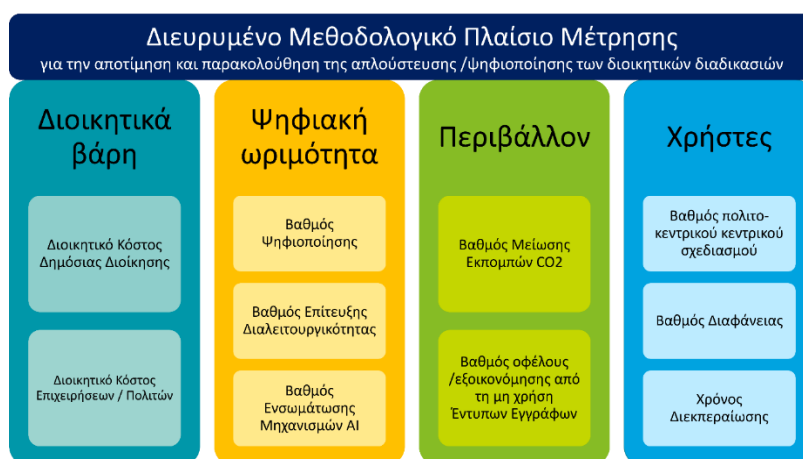 Διευρυμένο Μεθοδολογικό Πλαίσιο Μέτρησης
για την αποτίμηση και παρακολούθηση της απλούστευσης /ψηφιοποίησης των διοικητικών διαδικασιών
Διοικητικά
βάρη
Διοικητικό Κόστος
Δημόσιας Διοίκησης
Διοικητικό Κόστος
Επιχειρήσεων / Πολιτών
Ψηφιακή
ωριμότητα
Βαθμός
Ψηφιοποίησης
Βαθμός Επίτευξης
Διαλειτουργικότητας
Βαθμός
Ενσωμάτωσης
Μηχανισμών AI
Περιβάλλον
Βαθμός Μείωσης
Εκπομπών CO2
Βαθμός οφέλους
/εξοικονόμησης από
τη μη χρήση
Έντυπων Εγγράφων
Χρήστες
Βαθμός πολιτο-
κεντρικού κεντρικού
σχεδιασμού
Βαθμός Διαφάνειας
Χρόνος
Διεκπεραίωσης